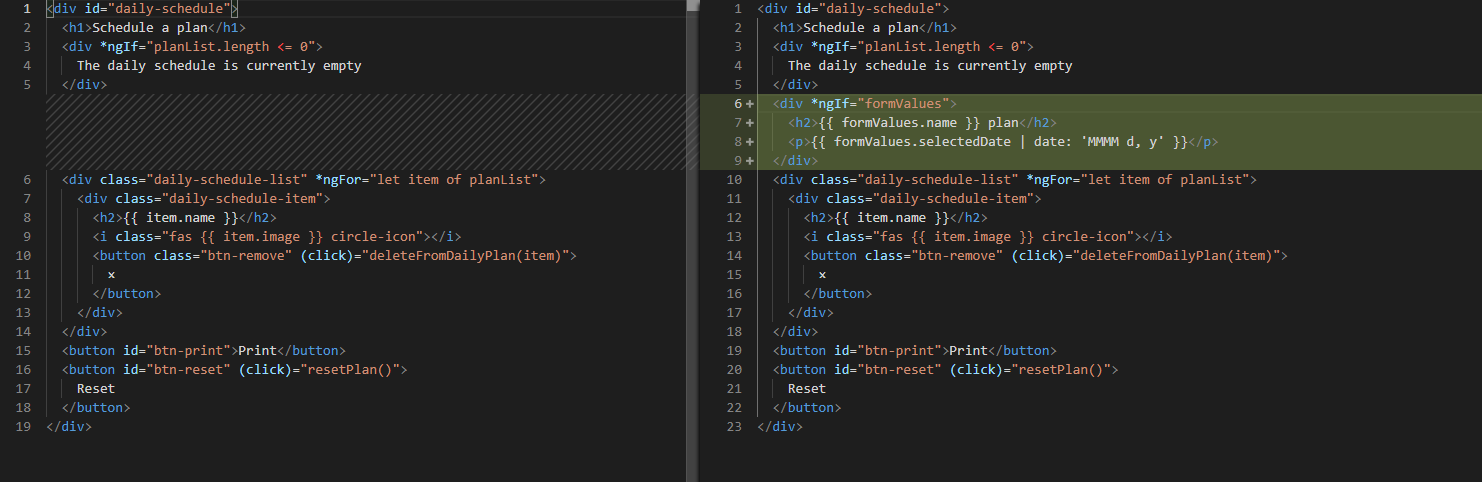 1 <div id="daily-schedule">
2   <h1>Schedule a plan</h1>
3   <div *ngIf="planList.length <= 0">
4     The daily schedule is currently empty
5   </div>
6   <div class="daily-schedule-list" *ngFor="let item of planList">
7     <div class="daily-schedule-item">
8       <h2>{{ item.name }}</h2>
9       <i class="fas {{ item.image }} circle-icon"></i>
10       <button class="btn-remove" (click)="deleteFromDailyPlan(item)">
11         x
12       </button>
13     </div>
14   </div>
15   <button id="btn-print">Print</button>
16   <button id="btn-reset" (click)="resetPlan()">
17     Reset
18   </button>
19 </div>
1 <div id="daily-schedule">
2   <h1>Schedule a plan</h1>
3   <div *ngIf="planList.length <= 0">
4     The daily schedule is currently empty
5   </div>
6+   <div *ngIf="formValues">
7+     <h2>{{ formValues.name }} plan</h2>
8+     <p>{{ formValues.selectedDate | date: 'MMMM d, y' }}</p>
9+   </div>
10   <div class="daily-schedule-list" *ngFor="let item of planList">
11     <div class="daily-schedule-item">
12       <h2>{{ item.name }}</h2>
13       <i class="fas {{ item.image }} circle-icon"></i>
14       <button class="btn-remove" (click)="deleteFromDailyPlan(item)">
15         x
16       </button>
17     </div>
18   </div>
19   <button id="btn-print">Print</button>
20   <button id="btn-reset" (click)="resetPlan()">
21     Reset
22   </button>
23 </div>